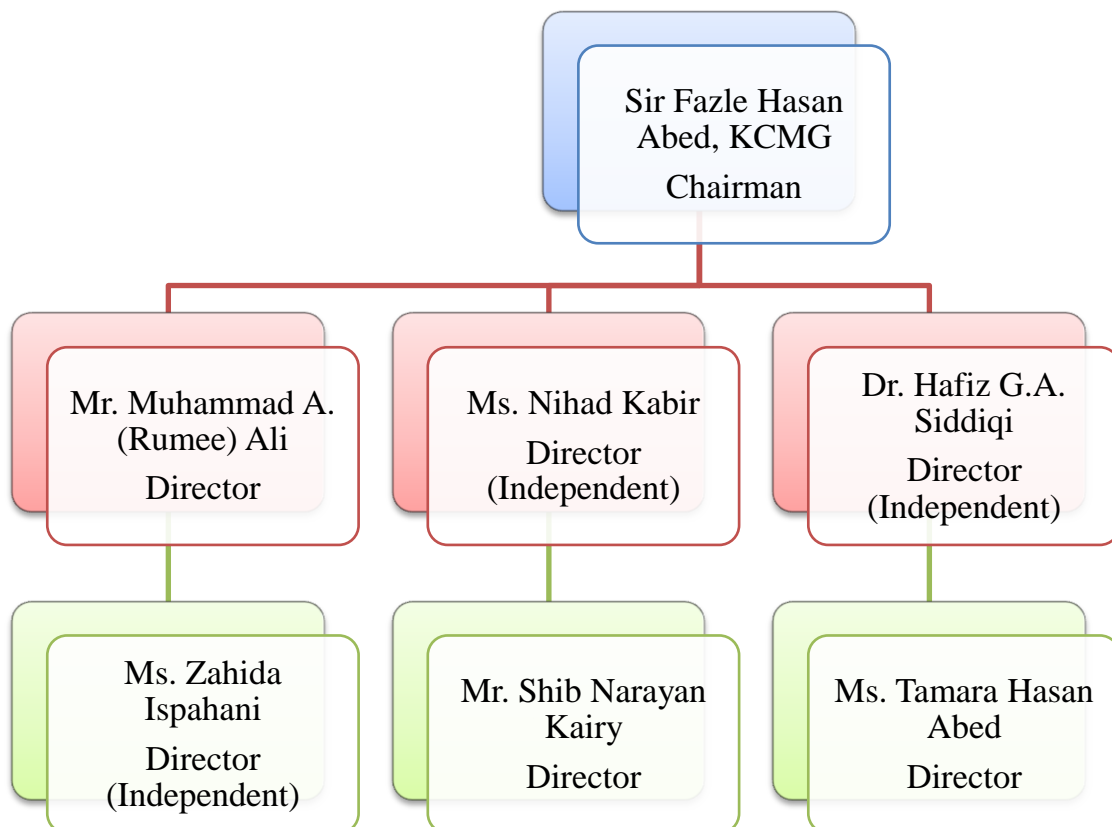 Sir Fazle Hasan
Abed, KCMG
Chairman
Mr. Muhammad A.
(Rumee) Ali
Director
Ms. Nihad Kabir
Director
(Independent)
Dr. Hafiz G.A.
Siddiqi
Director
(Independent)
Ms. Zahida
Ispahani
Director
(Independent)
Mr. Shib Narayan
Kairy
Director
Ms. Tamara Hasan
Abed
Director